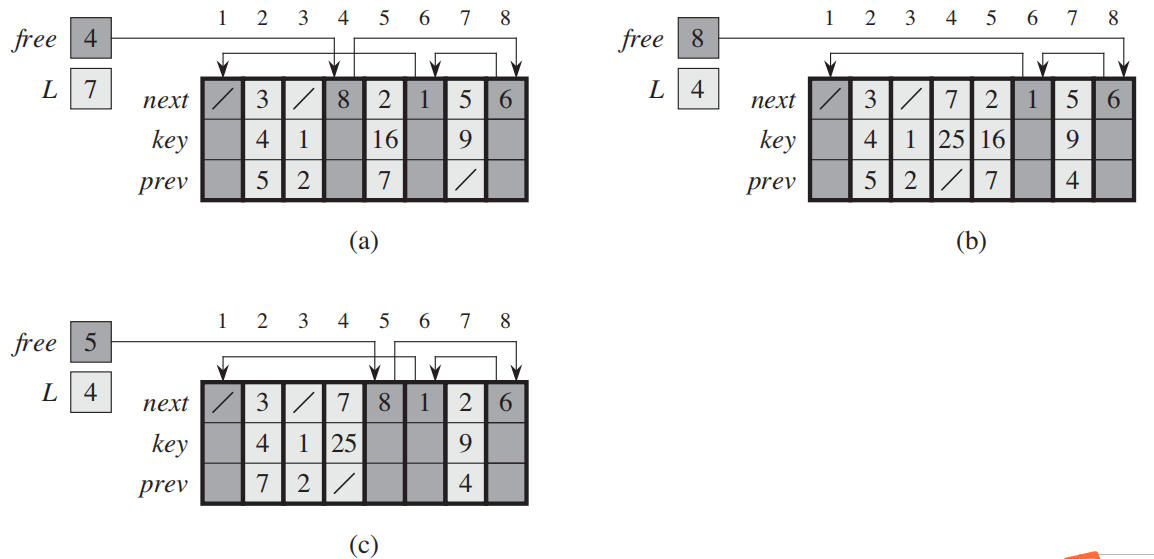 1 2 3 4 5 6 7 8
free 4
L 7
next / 3 / 8 2 1 5 6
key 4 1 16 9
prev 5 2 7 /
(a)
1 2 3 4 5 6 7 8
free 8
L 4
next / 3 / 7 2 1 5 6
key 4 1 25 16 9
prev 5 2 / 7 4
(b)
1 2 3 4 5 6 7 8
free 5
L 4
next / 3 / 7 8 1 2 6
key 4 1 25 9
prev 7 2 / 4
(c)